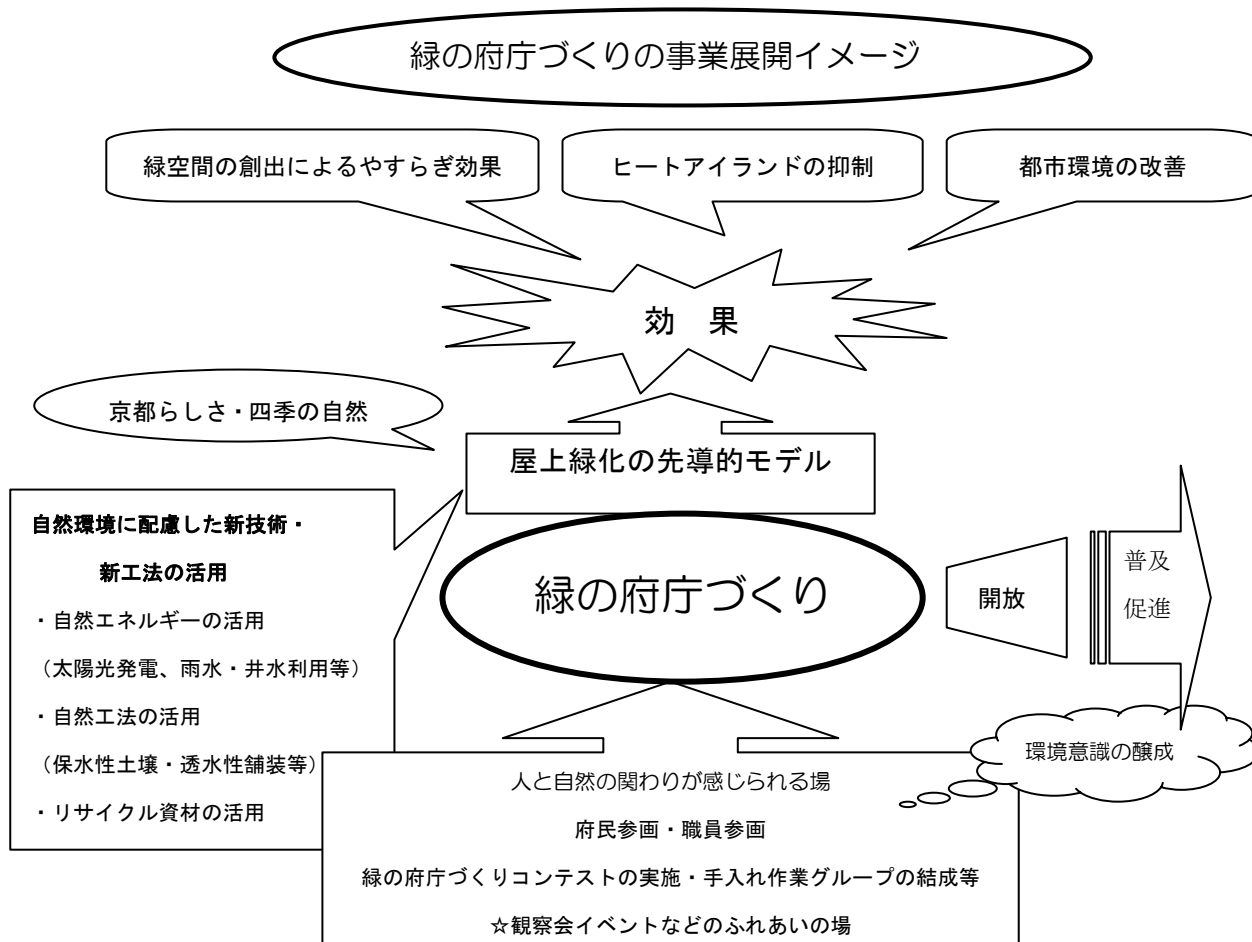 緑の府庁づくりの事業展開イメージ
緑空間の創出によるやすらぎ効果
ヒートアイランドの抑制
都市環境の改善
効　果
京都らしさ・四季の自然
屋上緑化の先導的モデル
自然環境に配慮した新技術・
新工法の活用
・自然エネルギーの活用
（太陽光発電、雨水・井水利用等）
・自然工法の活用
（保水性土壌・透水性舗装等）
・リサイクル資材の活用
緑の府庁づくり
開放
普及
促進
環境意識の醸成
人と自然の関わりが感じられる場
府民参画・職員参画
緑の府庁づくりコンテストの実施・手入れ作業グループの結成等
☆観察会イベントなどのふれあいの場